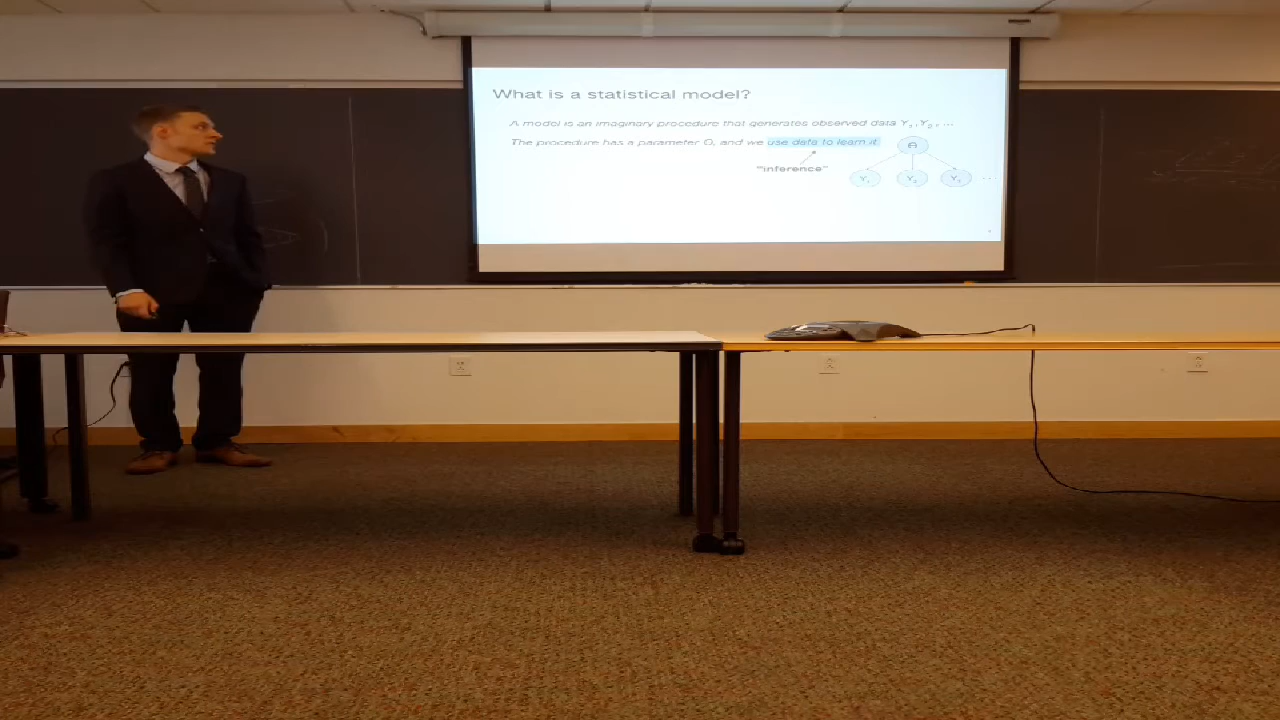 What is a statistical model?
A model is an imaginary procedure that generates observed data Y₁, Y₂, ...
The procedure has a parameter Θ, and we use data to learn it
"inference"
Θ
Y₁ Y₂ Y₃ ...